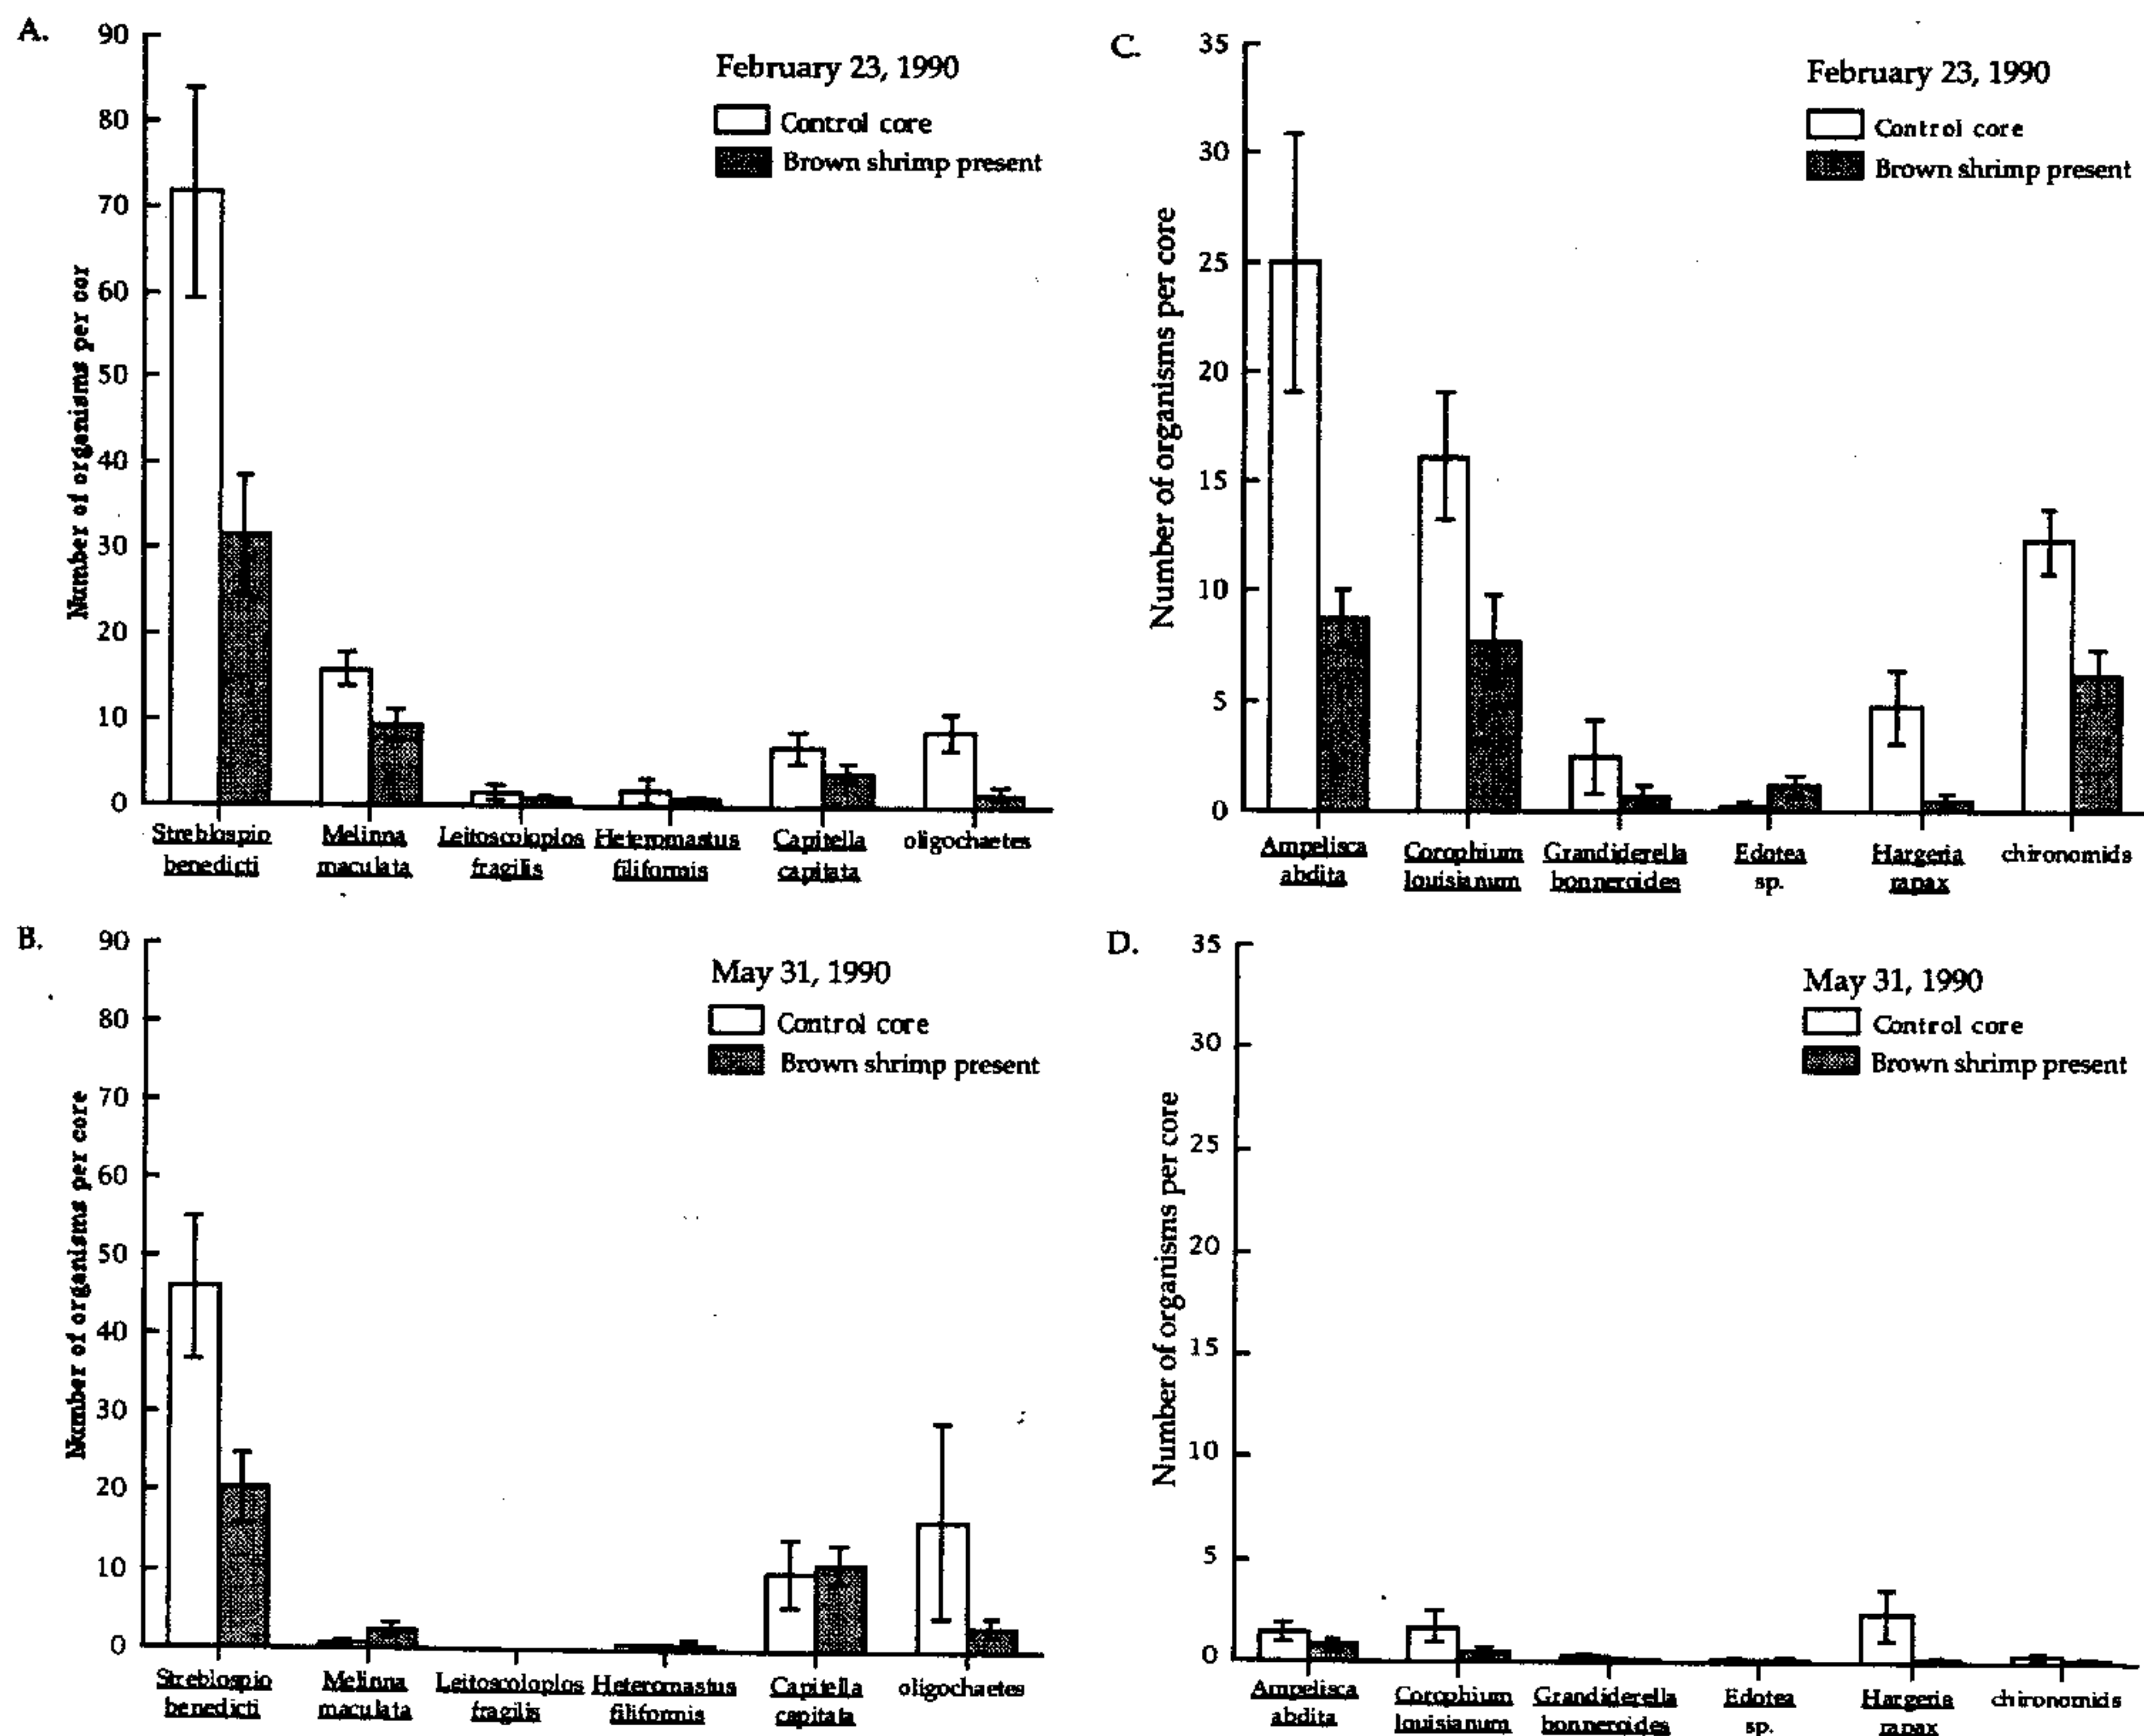 A.
Number of organisms per cor
90
80
70
60
50
40
30
20
10
0
February 23, 1990
Control core
Brown shrimp present
Streblospio
benedicti
Melinna
maculata
Leitoscoloplos
fragilis
Heteromastus
filiformis
Capitella
capitata
oligochaetes
C.
Number of organisms per core
35
30
25
20
15
10
5
0
February 23, 1990
Control core
Brown shrimp present
Ampelisca
abdita
Corophium
louisianum
Grandiderella
bonneroides
Edotea
sp.
Hargeria
rapax
chironomids
B.
Number of organisms per core
90
80
70
60
50
40
30
20
10
0
May 31, 1990
Control core
Brown shrimp present
Streblospio
benedicti
Melinna
maculata
Leitoscoloplos
fragilis
Heteromastus
filiformis
Capitella
capitata
oligochaetes
D.
Number of organisms per core
35
30
25
20
15
10
5
0
May 31, 1990
Control core
Brown shrimp present
Ampelisca
abdita
Corophium
louisianum
Grandiderella
bonneroides
Edotea
sp.
Hargeria
rapax
chironomids